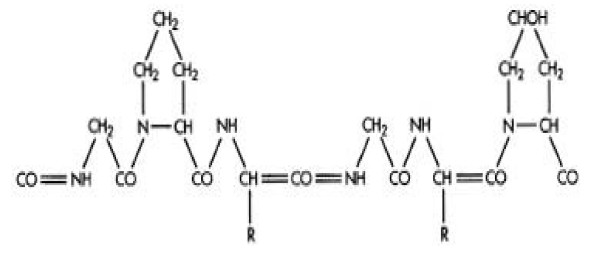 CH₂ CHOH
CH₂ CH₂ CH₂ CH₂
CH₂ N—CH NH CH₂ NH N—CH
CO=NH CO CO CH=CO=NH CO CH=CO CO
R R